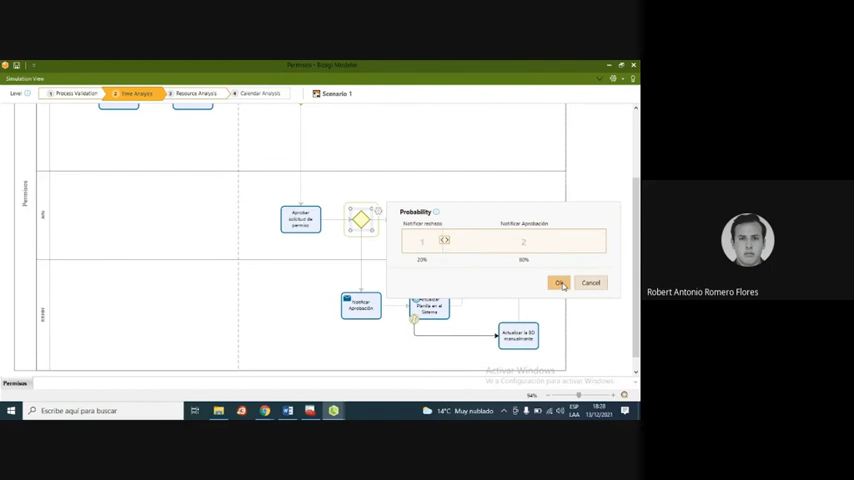 Permisos - Bizagi Modeler
Simulation View
Level
1 Process Validation
2 Time Analysis
3 Resource Analysis
4 Calendar Analysis
Scenario 1
Permisos
Aprobar
solicitud de
permiso
Probability
Notificar rechazo
Notificar Aprobación
1
2
20%
80%
Ok
Cancel
Notificar
Aprobación
Actualizar
Planilla en el
Sistema
Actualizar la BD
manualmente
Activar Windows
Ve a Configuración para activar Windows.
Permisos
94%
Escribe aquí para buscar
14°C Muy nublado
ESP
LAA
18:28
13/12/2021
Robert Antonio Romero Flores